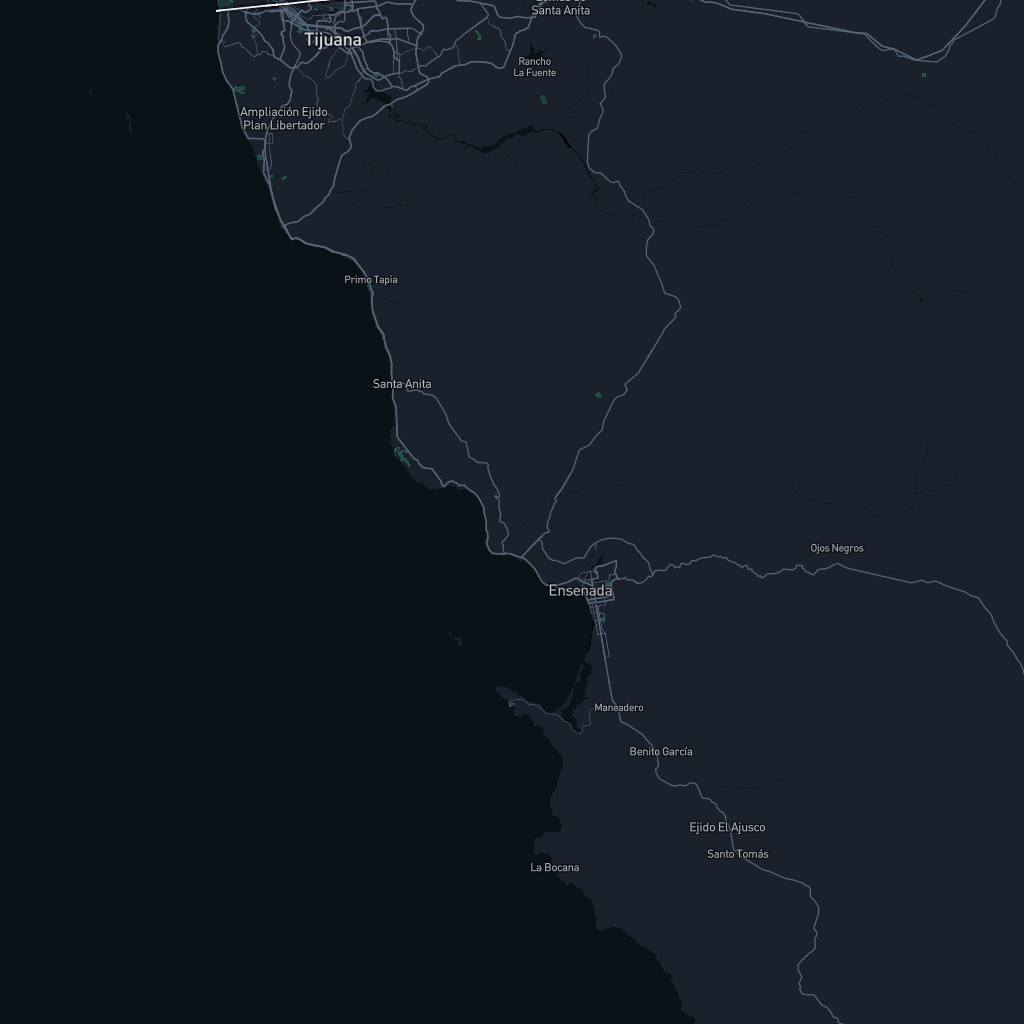 Santa Anita
Tijuana
Rancho
La Fuente
Ampliación Ejido
Plan Libertador
Primo Tapia
Santa Anita
Ojos Negros
Ensenada
Maneadero
Benito García
Ejido El Ajusco
Santo Tomás
La Bocana